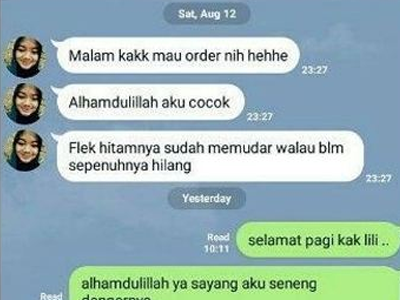 Sat, Aug 12
Malam kakk mau order nih hehhe
23:27
Alhamdulillah aku cocok
23:27
Flek hitamnya sudah memudar walau blm
sepenuhnya hilang
23:27
Yesterday
Read
10:11
selamat pagi kak lili ..
Read
alhamdulillah ya sayang aku seneng
dengernya